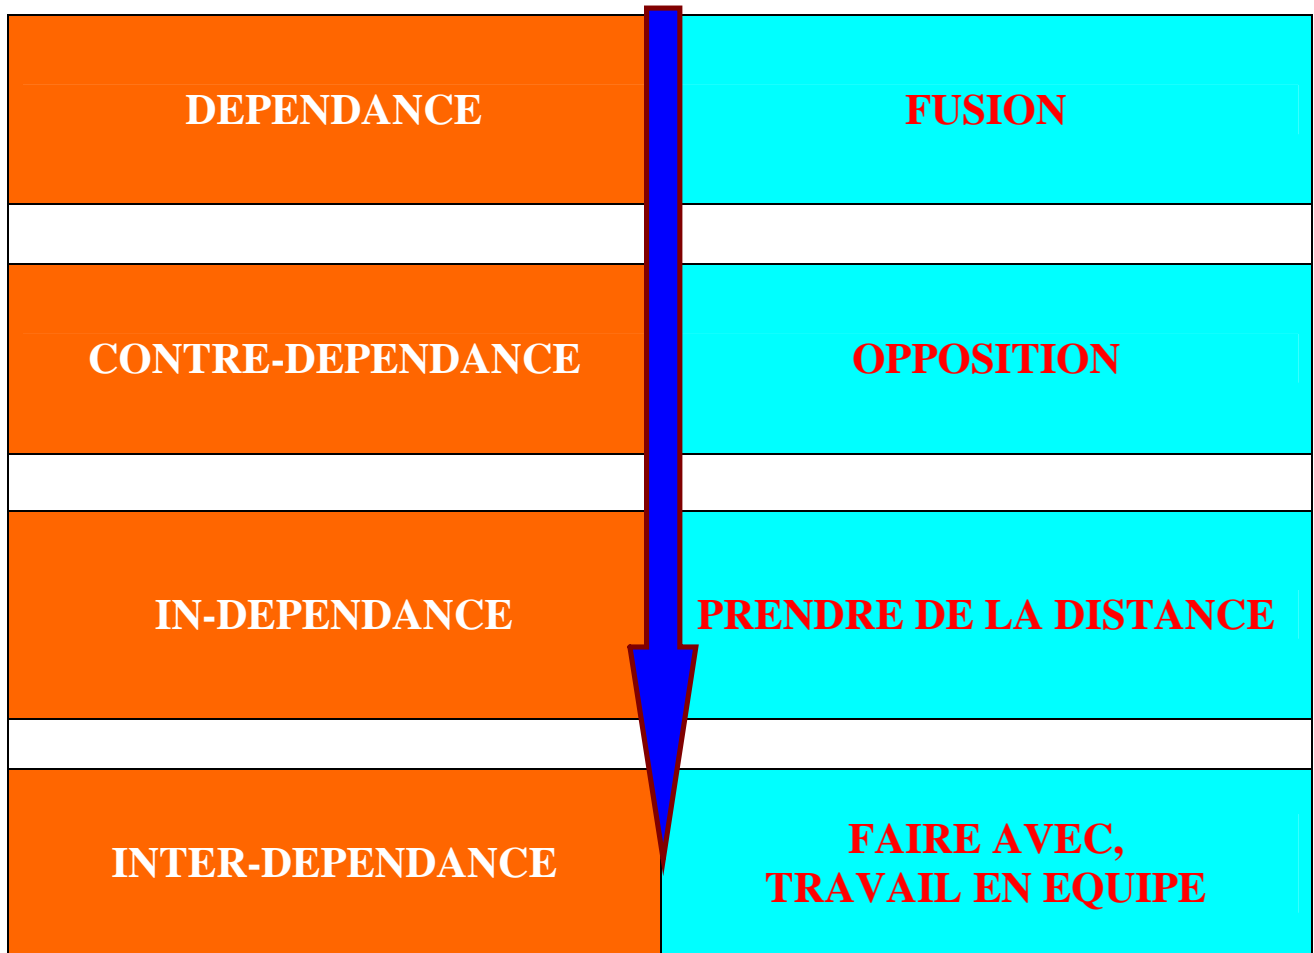 DEPENDANCE
FUSION
CONTRE-DEPENDANCE
OPPOSITION
IN-DEPENDANCE
PRENDRE DE LA DISTANCE
INTER-DEPENDANCE
FAIRE AVEC,
TRAVAIL EN EQUIPE